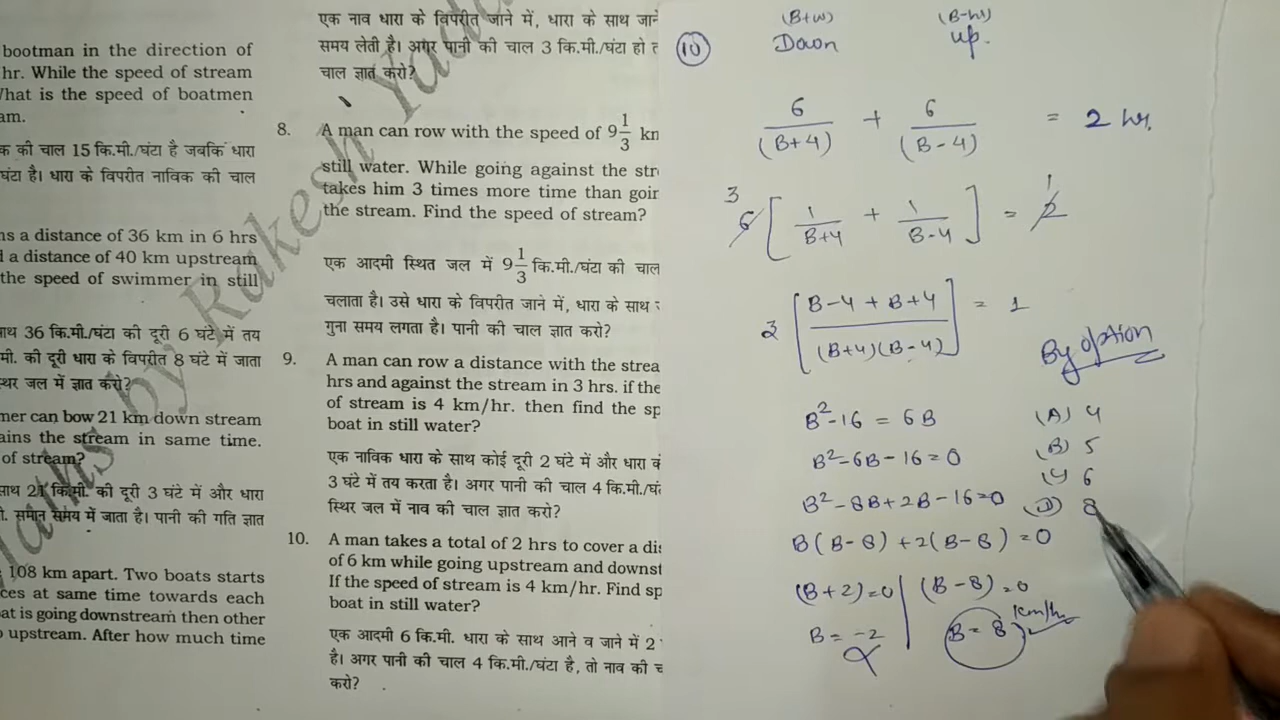 bootman in the direction of
hr. While the speed of stream
What is the speed of boatmen
am.
क की चाल 15 कि.मी./घंटा है जबकि धारा
घंटा है। धारा के विपरीत नाविक की चाल
ns a distance of 36 km in 6 hrs
d a distance of 40 km upstream
the speed of swimmer in still
साथ 36 कि.मी./घंटा की दूरी 6 घंटे में तय
मी. की दूरी धारा के विपरीत 8 घंटे में जाता
स्थिर जल में ज्ञात करो?
mer can bow 21 km down stream
ains the stream in same time.
of stream?
साथ 21 कि.मी. की दूरी 3 घंटे में और धारा
समान समय में जाता है। पानी की गति ज्ञात
108 km apart. Two boats starts
ces at same time towards each
oat is going downstream then other
upstream. After how much time
एक नाव धारा के विपरीत जाने में, धारा के साथ जाने
समय लेती है। अगर पानी की चाल 3 कि.मी./घंटा हो त
चाल ज्ञात करो?
8. A man can row with the speed of 9 1/3 km
still water. While going against the stre
takes him 3 times more time than goin
the stream. Find the speed of stream?
एक आदमी स्थित जल में 9 1/3 कि.मी./घंटा की चाल
चलाता है। उसे धारा के विपरीत जाने में, धारा के साथ
गुना समय लगता है। पानी की चाल ज्ञात करो?
9. A man can row a distance with the strea
hrs and against the stream in 3 hrs. if the
of stream is 4 km/hr. then find the sp
boat in still water?
एक नाविक धारा के साथ कोई दूरी 2 घंटे में और धारा के
3 घंटे में तय करता है। अगर पानी की चाल 4 कि.मी./घं
स्थिर जल में नाव की चाल ज्ञात करो?
10. A man takes a total of 2 hrs to cover a dis
of 6 km while going upstream and downst
If the speed of stream is 4 km/hr. Find sp
boat in still water?
एक आदमी 6 कि.मी. धारा के साथ आने व जाने में 2
है। अगर पानी की चाल 4 कि.मी./घंटा है, तो नाव की च
करो?
Maths by Rakesh Yadav
(B+W) (B-W)
10 Down Up.
6/(B+4) + 6/(B-4) = 2 hr.
3 1
6 [1/B+4 + 1/B-4] = 2
3 [B-4+B+4/(B+4)(B-4)] = 1
By option
B²-16 = 6B (A) 4
B²-6B-16=0 (B) 5
(C) 6
B²-8B+2B-16=0 (D) 8
B(B-8)+2(B-8)=0
(B+2)=0 (B-8)=0
B=-2 B=8 km/hr